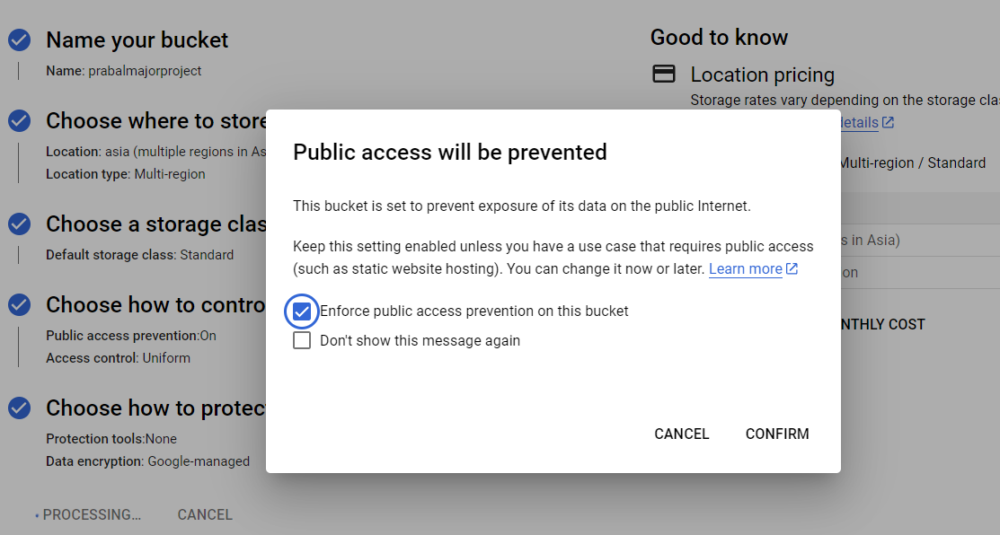 Name your bucket
Name: prabalmajorproject
Choose where to store
Location: asia (multiple regions in As
Location type: Multi-region
Choose a storage clas
Default storage class: Standard
Choose how to contro
Public access prevention:On
Access control: Uniform
Choose how to protec
Protection tools:None
Data encryption: Google-managed
• PROCESSING... CANCEL
Good to know
Location pricing
Storage rates vary depending on the storage clas
details
Multi-region / Standard
s in Asia)
on
NTHLY COST
Public access will be prevented
This bucket is set to prevent exposure of its data on the public Internet.
Keep this setting enabled unless you have a use case that requires public access
(such as static website hosting). You can change it now or later. Learn more
Enforce public access prevention on this bucket
Don't show this message again
CANCEL CONFIRM